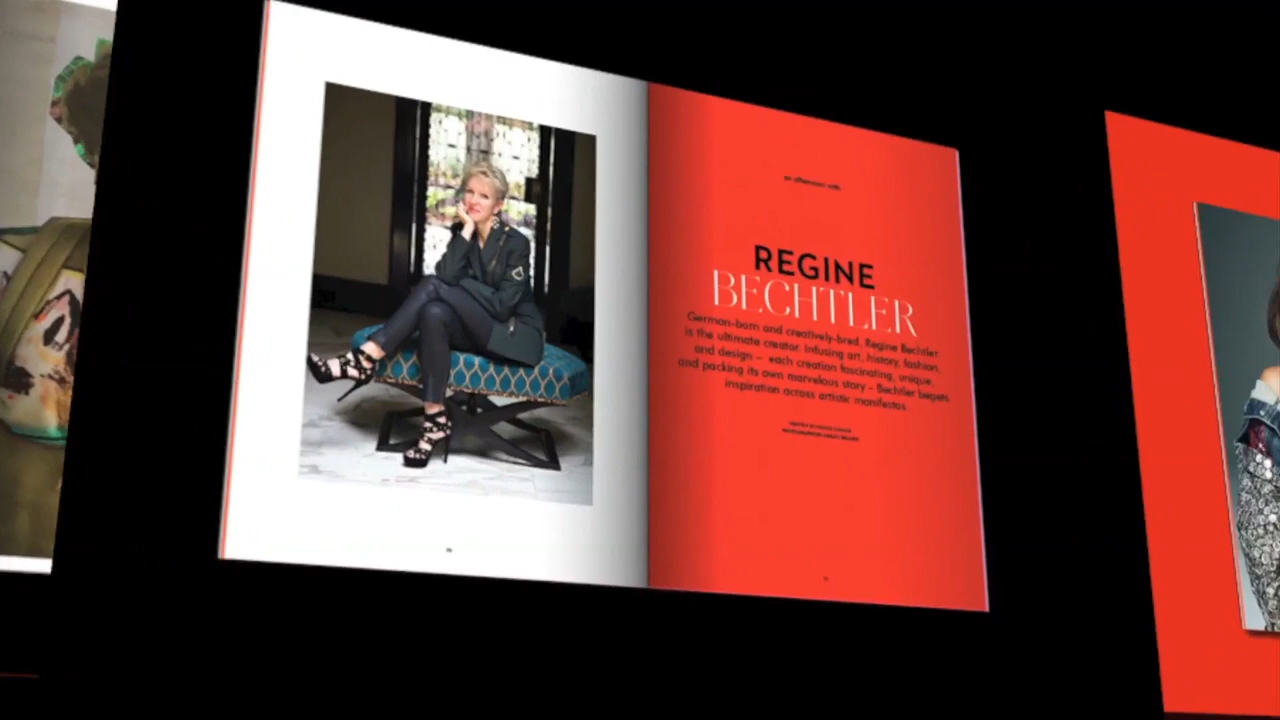 an afternoon with
REGINE
BECHTLER
German-born and creatively-bred, Regine Bechtler
is the ultimate creator. Infusing art, history, fashion,
and design – each creation fascinating, unique,
and packing its own marvelous story – Bechtler begets
inspiration across artistic manifestos.